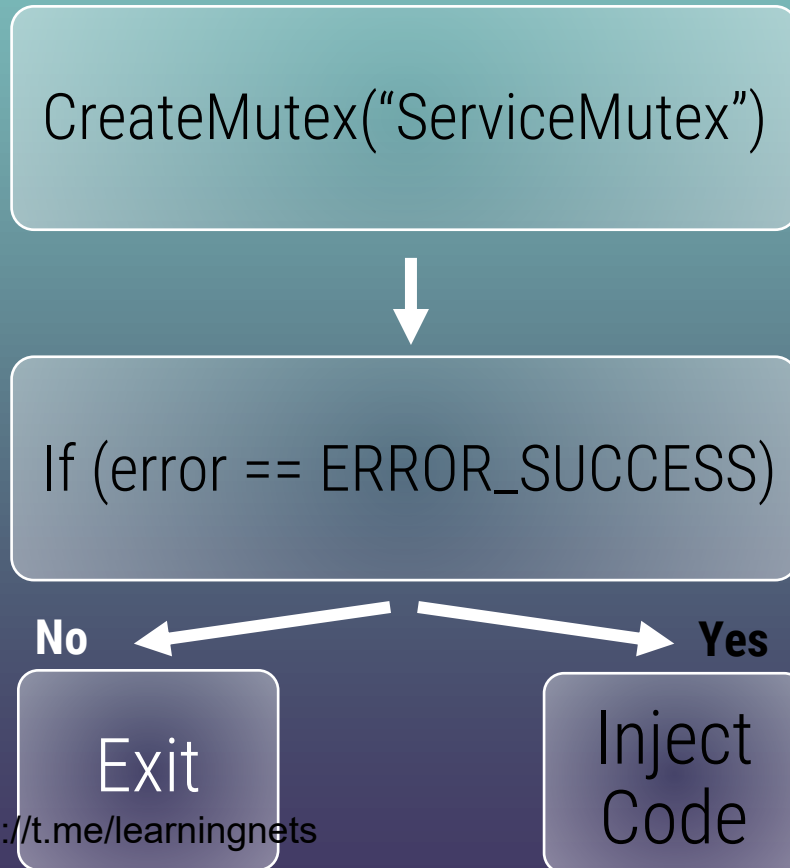 CreateMutex(“ServiceMutex”)
If (error == ERROR_SUCCESS)
No
Yes
Exit
Inject
Code
://t.me/learningnets